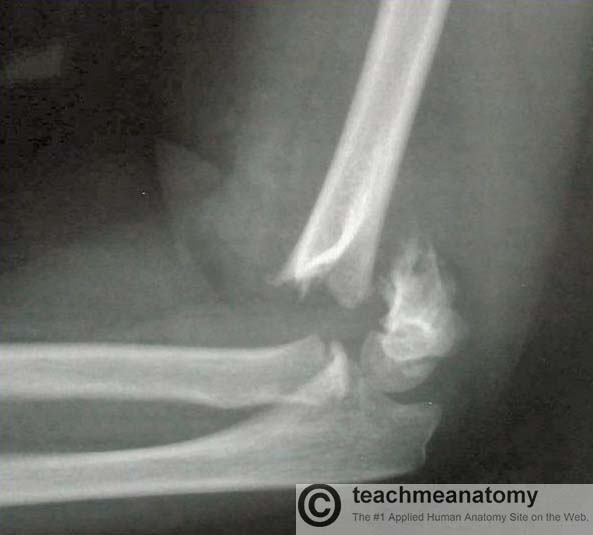 © teachmeanatomy
The #1 Applied Human Anatomy Site on the Web.